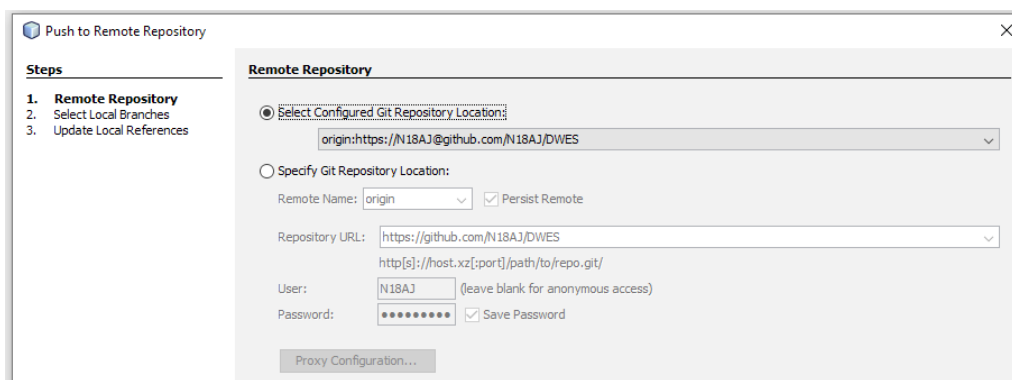 Push to Remote Repository
Steps
1. Remote Repository
2. Select Local Branches
3. Update Local References
Remote Repository
Select Configured Git Repository Location:
origin:https://N18AJ@github.com/N18AJ/DWES
Specify Git Repository Location:
Remote Name: origin Persist Remote
Repository URL: https://github.com/N18AJ/DWES
http[s]://host.xz[:port]/path/to/repo.git/
User: N18AJ (leave blank for anonymous access)
Password: ●●●●●●●●● Save Password
Proxy Configuration...